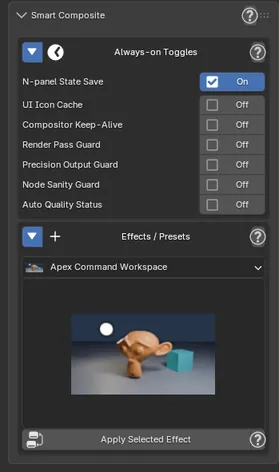 Smart Composite
Always-on Toggles
N-panel State Save On
UI Icon Cache Off
Compositor Keep-Alive Off
Render Pass Guard Off
Precision Output Guard Off
Node Sanity Guard Off
Auto Quality Status Off
Effects / Presets
Apex Command Workspace
Apply Selected Effect